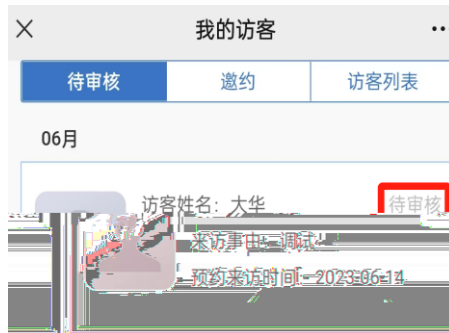 我的访客
待审核 邀约 访客列表
06月
访客姓名：大华 待审核
来访事由：调试
预约来访时间：2023-06-14